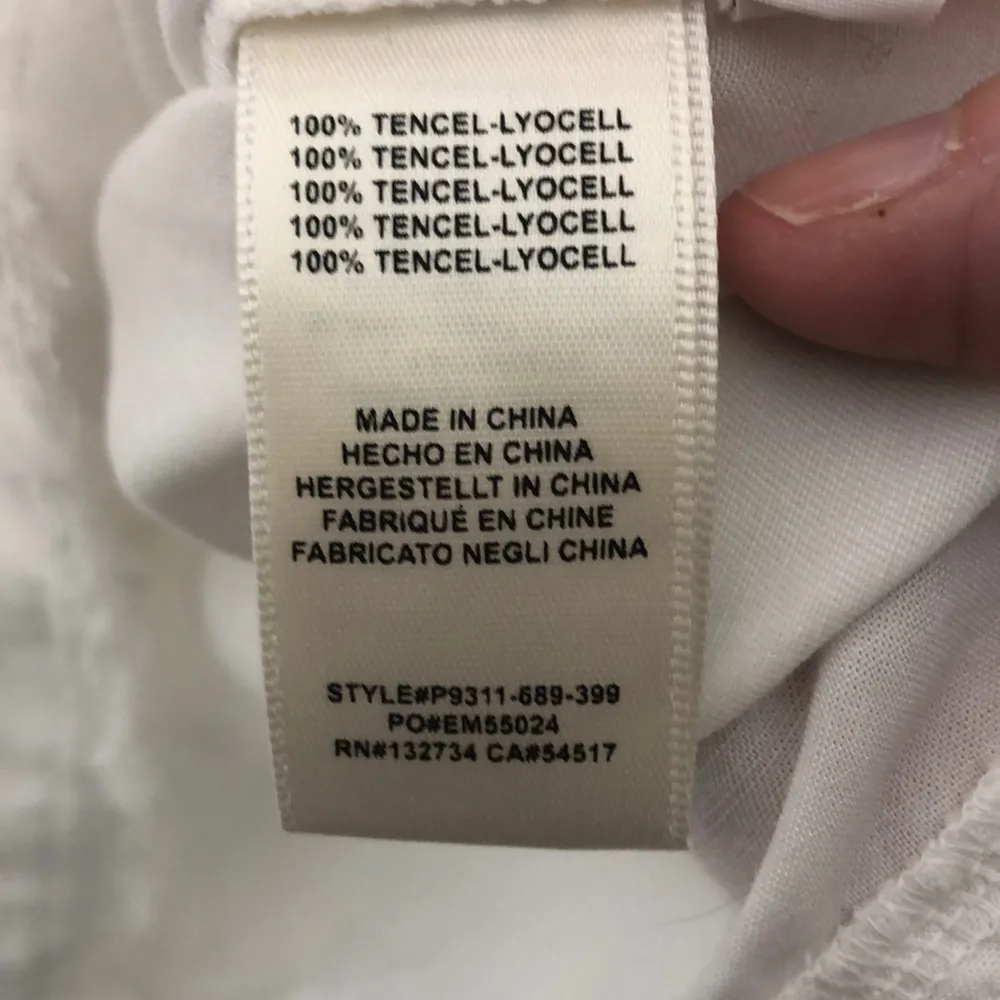 100% TENCEL-LYOCELL
100% TENCEL-LYOCELL
100% TENCEL-LYOCELL
100% TENCEL-LYOCELL
100% TENCEL-LYOCELL
MADE IN CHINA
HECHO EN CHINA
HERGESTELLT IN CHINA
FABRIQUÉ EN CHINE
FABRICATO NEGLI CHINA
STYLE#P9311-689-399
PO#EM55024
RN#132734 CA#54517